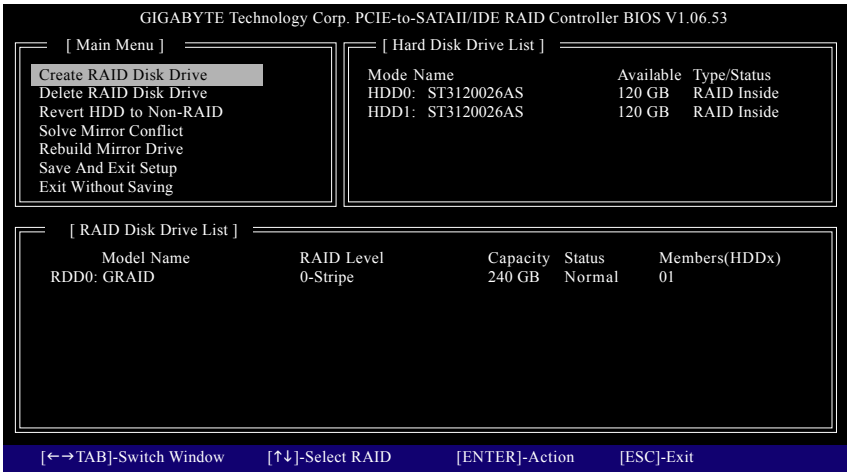 GIGABYTE Technology Corp. PCIE-to-SATAII/IDE RAID Controller BIOS V1.06.53
[ Main Menu ]
Create RAID Disk Drive
Delete RAID Disk Drive
Revert HDD to Non-RAID
Solve Mirror Conflict
Rebuild Mirror Drive
Save And Exit Setup
Exit Without Saving
[ Hard Disk Drive List ]
Mode Name Available Type/Status
HDD0: ST3120026AS 120 GB RAID Inside
HDD1: ST3120026AS 120 GB RAID Inside
[ RAID Disk Drive List ]
Model Name RAID Level Capacity Status Members(HDDx)
RDD0: GRAID 0-Stripe 240 GB Normal 01
[←→TAB]-Switch Window [↑↓]-Select RAID [ENTER]-Action [ESC]-Exit